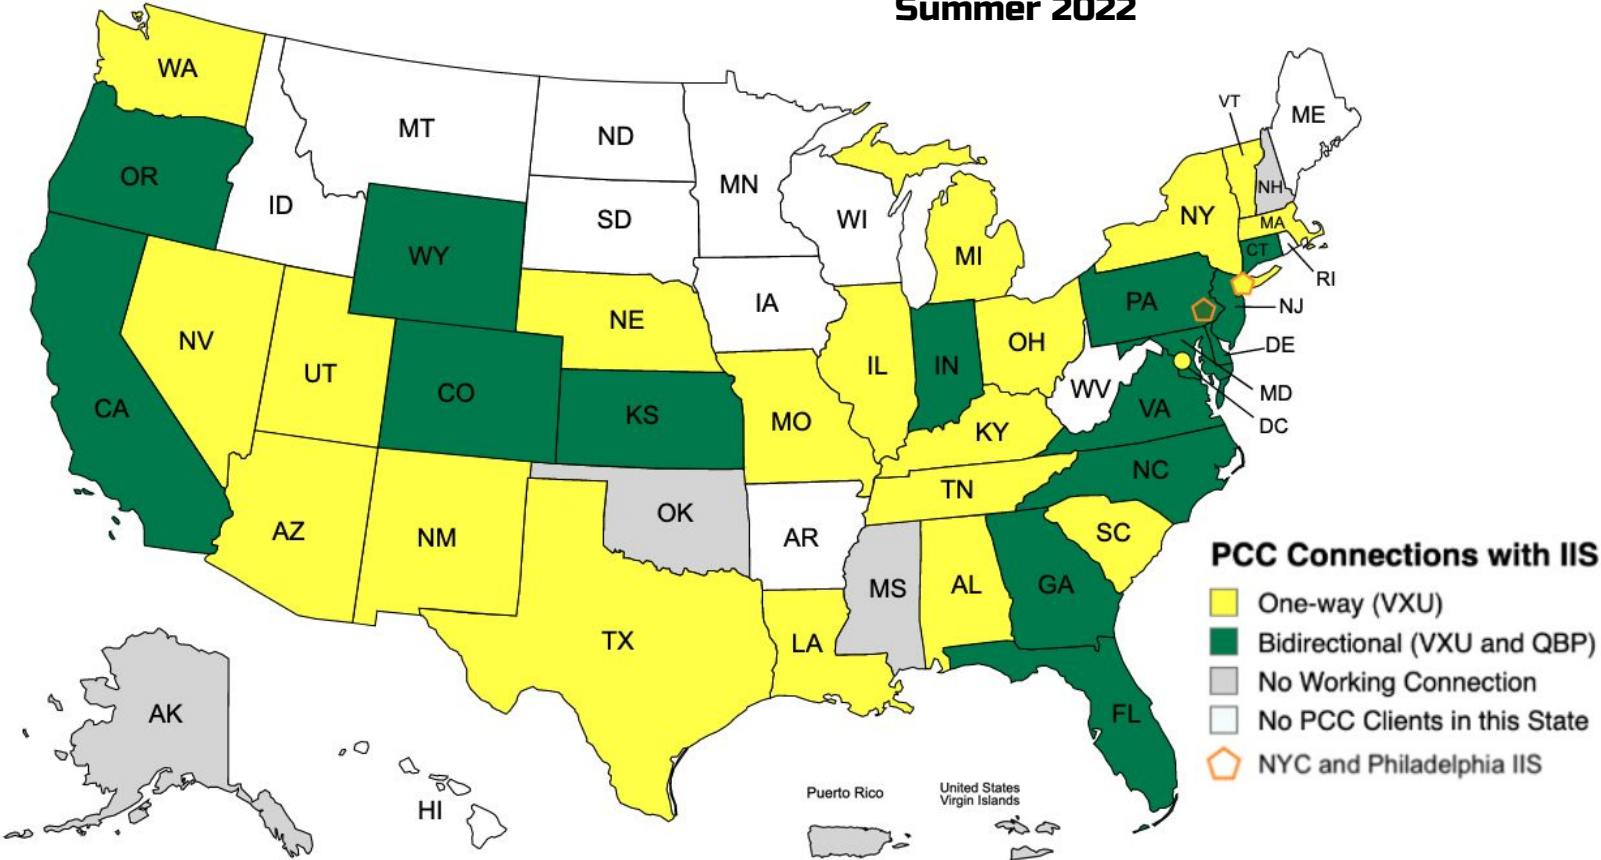 Summer 2022
WA
MT
ND
MN
VT
ME
OR
ID
SD
WI
NH
NY
MA
WY
MI
CT
RI
IA
PA
NJ
NE
NV
OH
DE
UT
IL
IN
CO
WV
MD
CA
KS
MO
VA
DC
KY
NC
TN
OK
AZ
NM
AR
SC
MS
AL
GA
TX
LA
AK
FL
HI
Puerto Rico
United States
Virgin Islands
PCC Connections with IIS
One-way (VXU)
Bidirectional (VXU and QBP)
No Working Connection
No PCC Clients in this State
NYC and Philadelphia IIS